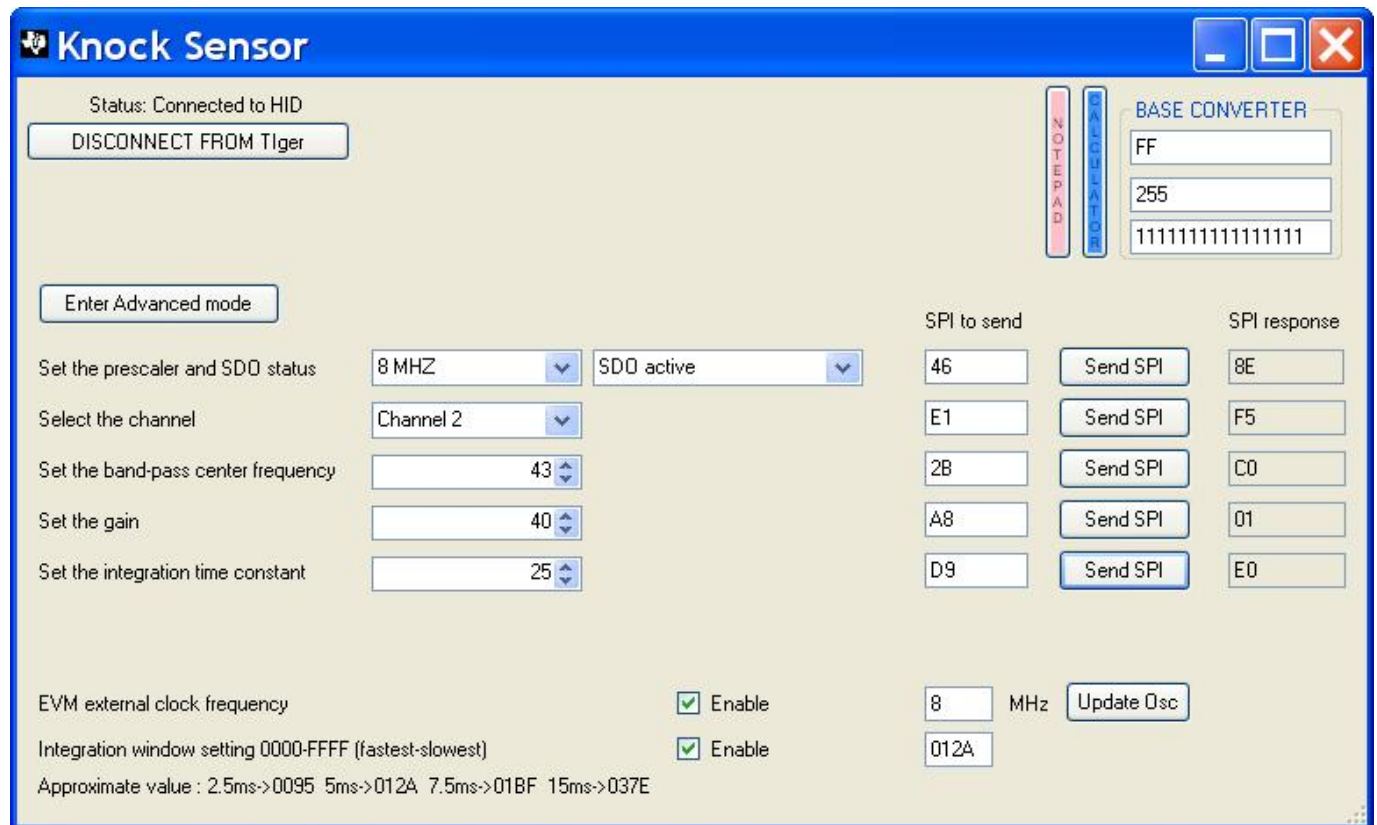 Knock Sensor
Status: Connected to HID
DISCONNECT FROM TIger
NOTEPAD
CALCULATOR
BASE CONVERTER
FF
255
1111111111111111
Enter Advanced mode
SPI to send
SPI response
Set the prescaler and SDO status 8 MHZ SDO active 46 Send SPI 8E
Select the channel Channel 2 E1 Send SPI F5
Set the band-pass center frequency 43 2B Send SPI C0
Set the gain 40 A8 Send SPI 01
Set the integration time constant 25 D9 Send SPI E0
EVM external clock frequency Enable 8 MHz Update Osc
Integration window setting 0000-FFFF (fastest-slowest) Enable 012A
Approximate value : 2.5ms->0095 5ms->012A 7.5ms->01BF 15ms->037E